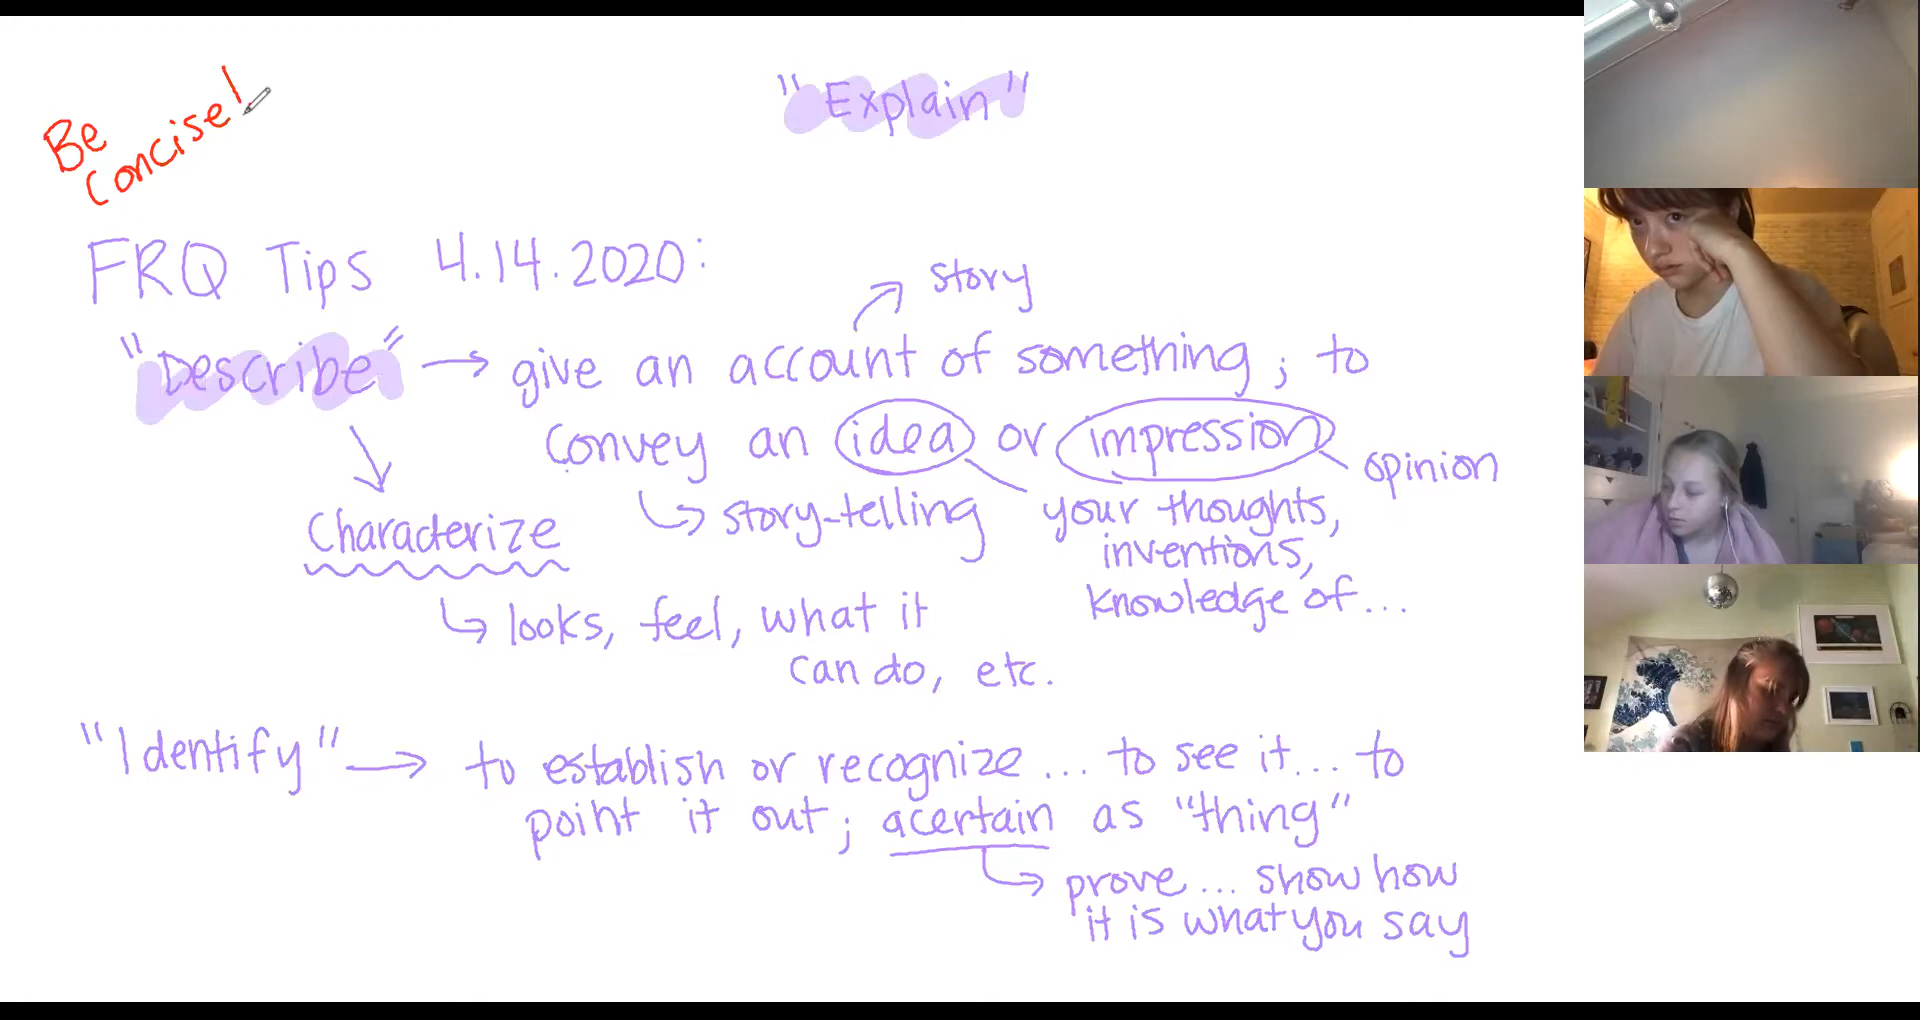 Be
Concise!
"Explain"
FRQ Tips 4.14.2020:
story
"Describe" → give an account of something; to
convey an idea or impression
opinion
↳ story-telling
your thoughts,
inventions,
knowledge of...
Characterize
↳ looks, feel, what it
can do, etc.
"Identify" → to establish or recognize... to see it... to
point it out; acertain as "thing"
↳ prove... show how
it is what you say